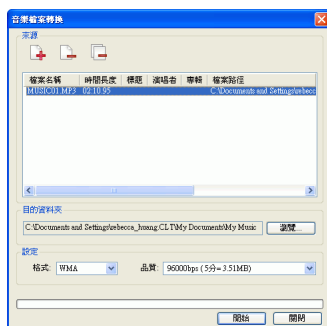 音樂檔案轉換
來源
檔案名稱 時間長度 標題 演唱者 專輯 檔案路徑
MUSIC01.MP3 02:10.95 C:\Documents and Settings\rebecc
目的資料夾
C:\Documents and Settings\rebecca_huang.CLT\My Documents\My Music 瀏覽...
設定
格式: WMA 品質: 96000bps ( 5分= 3.51MB)
開始 關閉